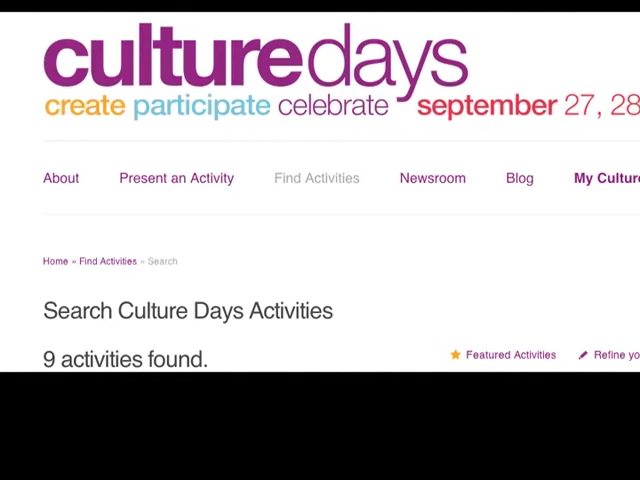 culturedays
create participate celebrate september 27, 28
About Present an Activity Find Activities Newsroom Blog My Cultur
Home » Find Activities » Search
Search Culture Days Activities
9 activities found.
Featured Activities Refine yo